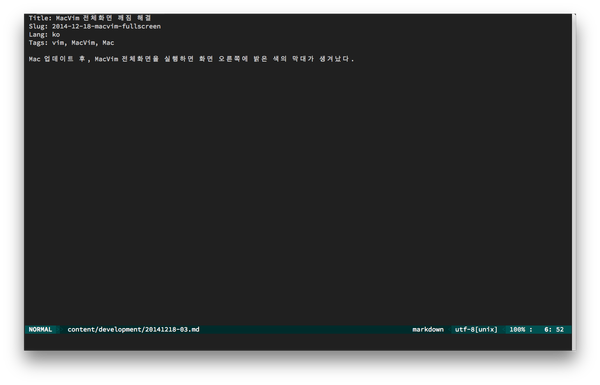 Title: MacVim 전체화면 깨짐 해결
Slug: 2014-12-18-macvim-fullscreen
Lang: ko
Tags: vim, MacVim, Mac
Mac 업데이트 후, MacVim 전체화면을 실행하면 화면 오른쪽에 밝은 색의 막대가 생겨났다.
NORMAL content/development/20141218-03.md markdown utf-8[unix] 100% : 6: 52